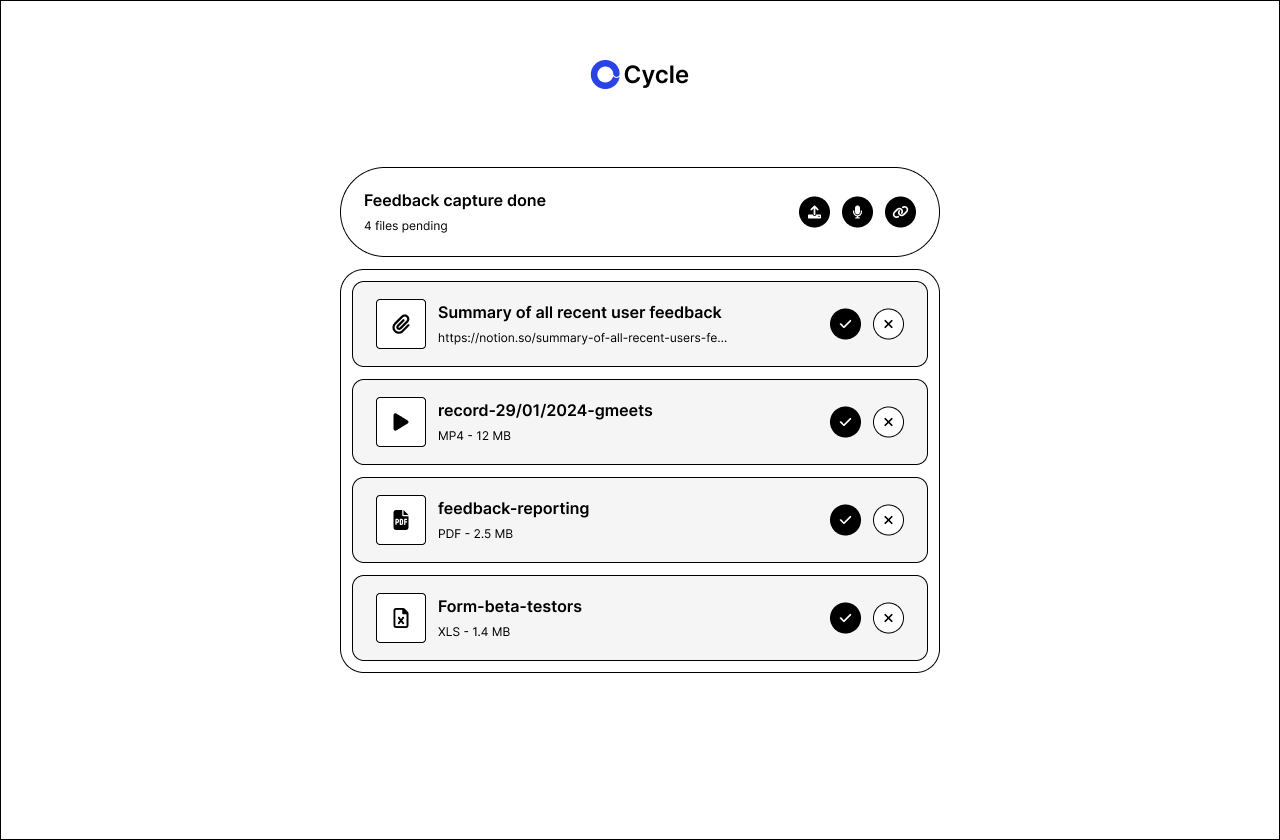 Cycle
Feedback capture done
4 files pending
Summary of all recent user feedback
https://notion.so/summary-of-all-recent-users-fe...
record-29/01/2024-gmeets
MP4 - 12 MB
PDF
feedback-reporting
PDF - 2.5 MB
Form-beta-testors
XLS - 1.4 MB